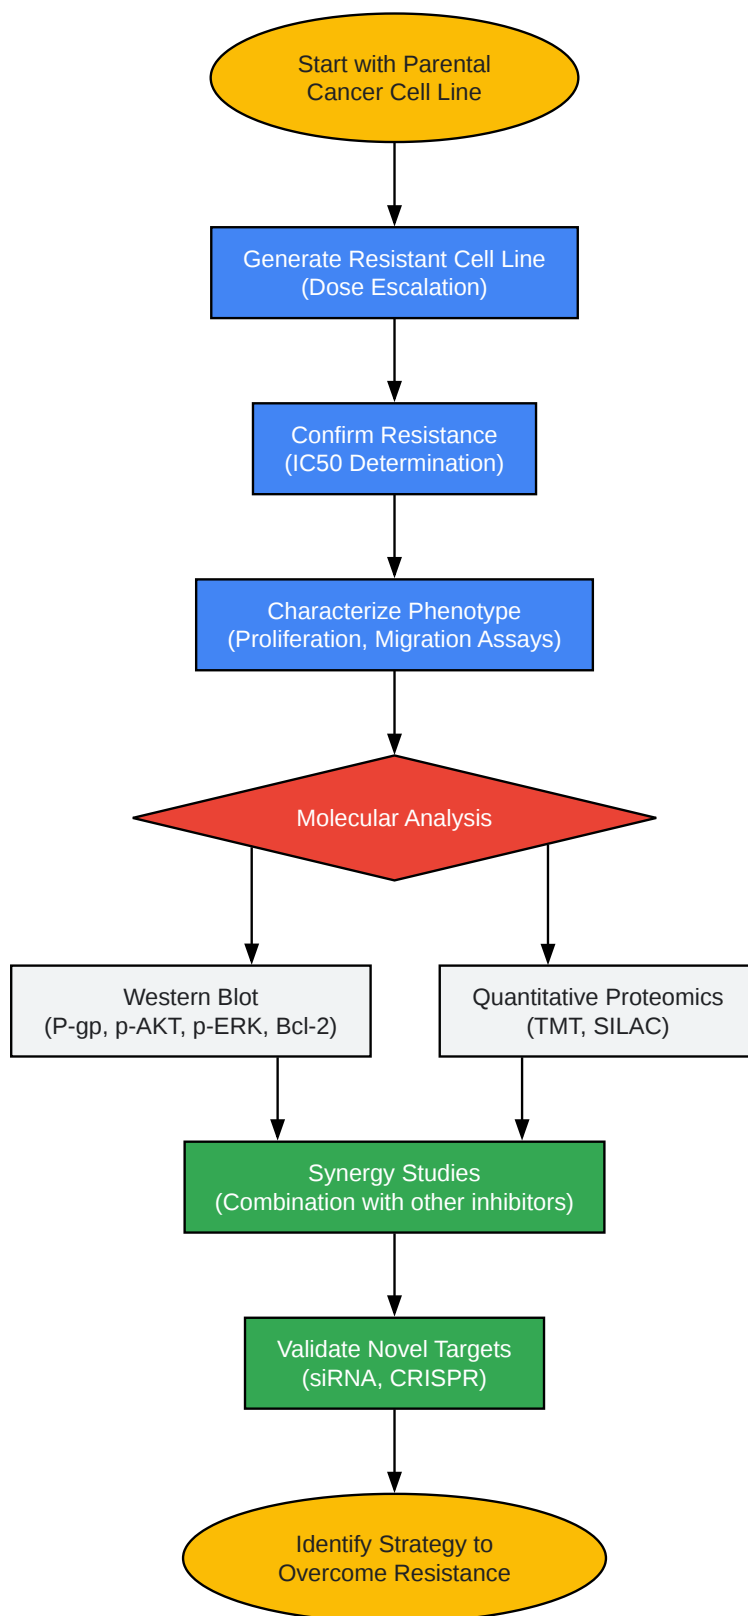 Start with Parental
Cancer Cell Line
Generate Resistant Cell Line
(Dose Escalation)
Confirm Resistance
(IC50 Determination)
Characterize Phenotype
(Proliferation, Migration Assays)
Molecular Analysis
Western Blot
(P-gp, p-AKT, p-ERK, Bcl-2)
Quantitative Proteomics
(TMT, SILAC)
Synergy Studies
(Combination with other inhibitors)
Validate Novel Targets
(siRNA, CRISPR)
Identify Strategy to
Overcome Resistance